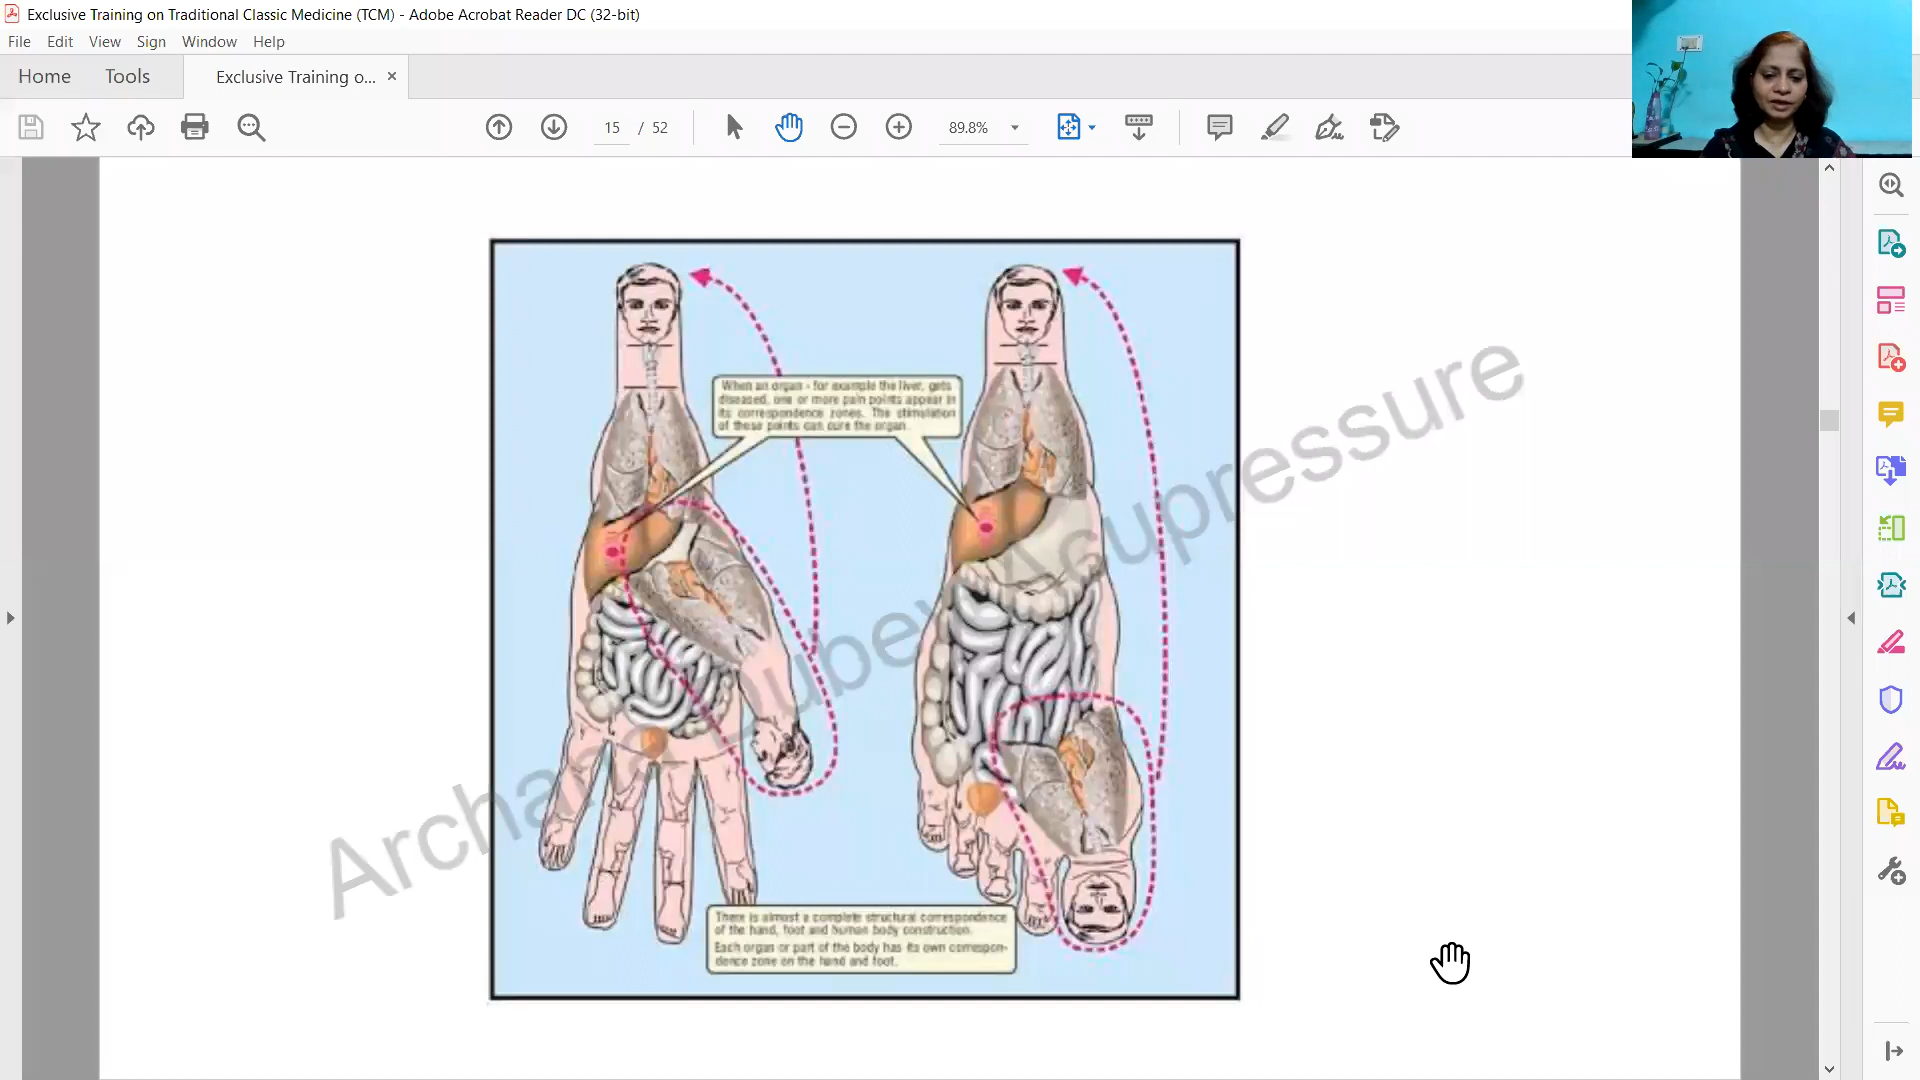 Exclusive Training on Traditional Classic Medicine (TCM) - Adobe Acrobat Reader DC (32-bit)
File Edit View Sign Window Help
Home Tools Exclusive Training o...
15 / 52 89.8%
When an organ - for example the liver, gets
diseased, one or more pain points appear in
its correspondence zones. The stimulation
of these points can cure the organ.
Archana Dubey Acupressure
There is almost a complete structural correspondence
of the hand, foot and human body construction.
Each organ or part of the body has its own correspon-
dence zone on the hand and foot.